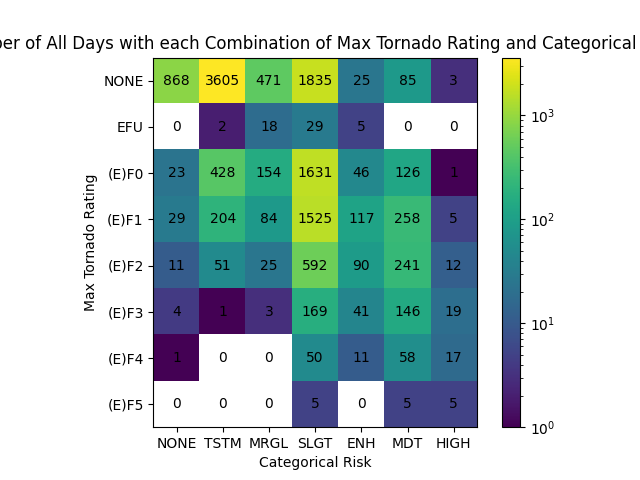 of All Days with each Combination of Max Tornado Rating and Categorical
NONE 868 3605 471 1835 25 85 3
EFU 0 2 18 29 5 0 0
(E)F0 23 428 154 1631 46 126 1
(E)F1 29 204 84 1525 117 258 5
(E)F2 11 51 25 592 90 241 12
(E)F3 4 1 3 169 41 146 19
(E)F4 1 0 0 50 11 58 17
(E)F5 0 0 0 5 0 5 5
NONE TSTM MRGL SLGT ENH MDT HIGH
Categorical Risk
Max Tornado Rating
10³
10²
10¹
10⁰